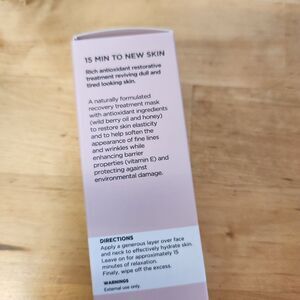 15 MIN TO NEW SKIN
Rich antioxidant restorative
treatment reviving dull and
tired looking skin.
A naturally formulated
recovery treatment mask
with antioxidant ingredients
(wild berry oil and honey)
to restore skin elasticity
and to help soften the
appearance of fine lines
and wrinkles while
enhancing barrier
properties (vitamin E) and
protecting against
environmental damage.
DIRECTIONS
Apply a generous layer over face
and neck to effectively hydrate skin.
Leave on for approximately 15
minutes of relaxation.
Finaly, wipe off the excess.
WARNINGS
External use only.